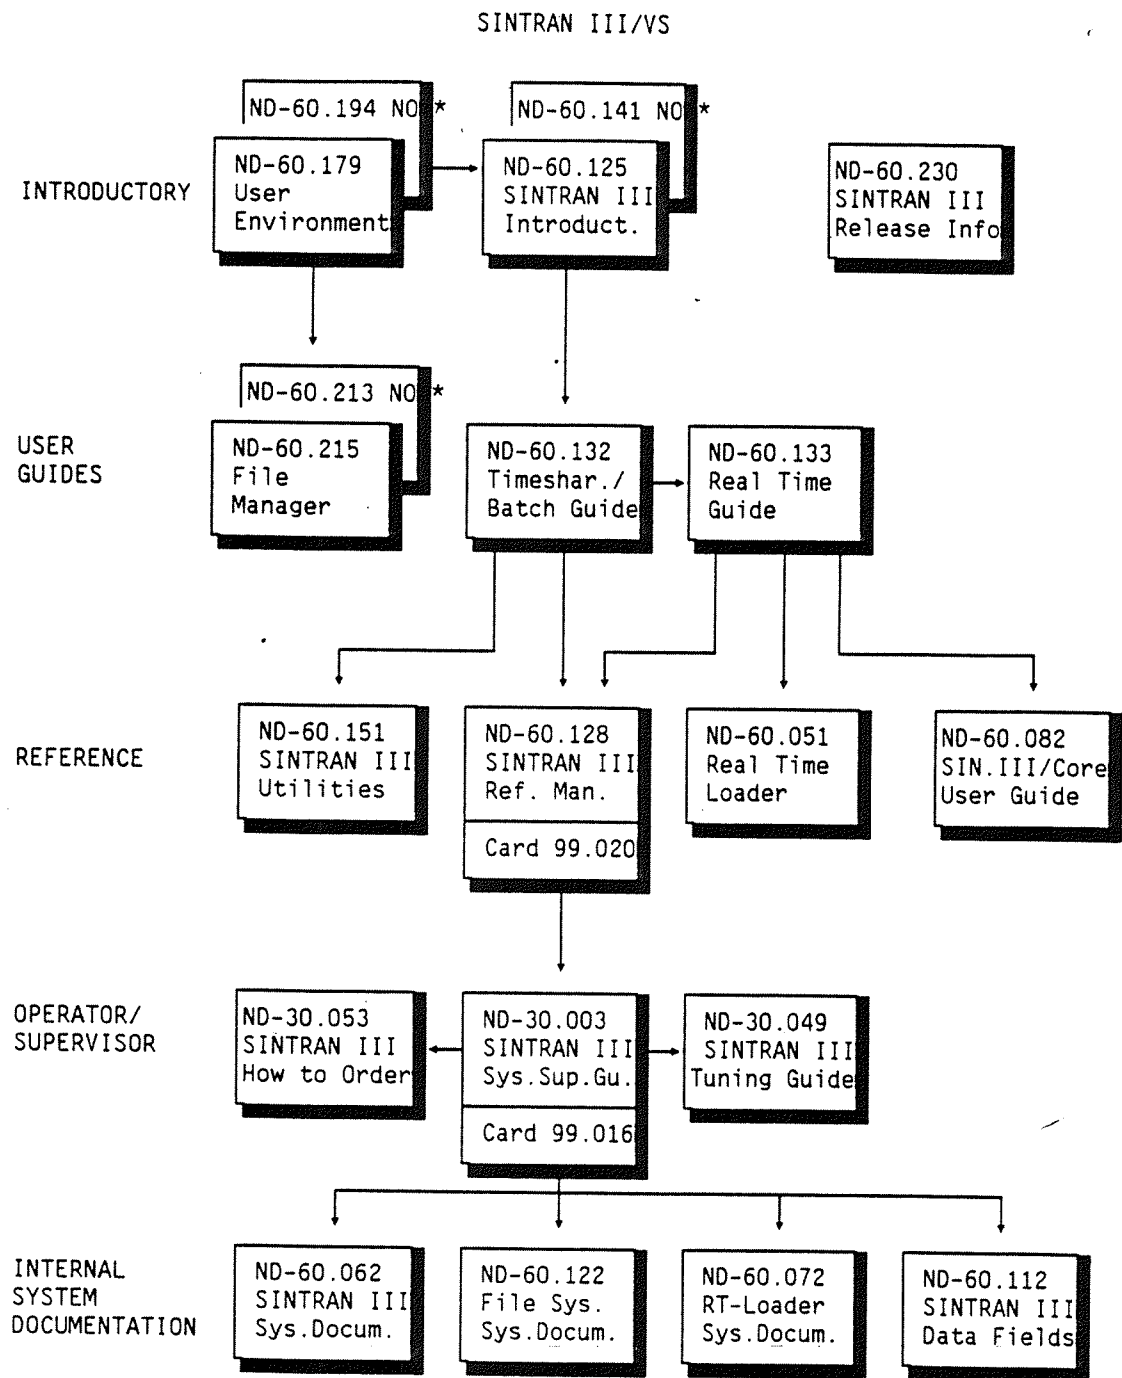 SINTRAN III/VS
INTRODUCTORY
ND-60.194 NO *
ND-60.179
User
Environment
ND-60.141 NO *
ND-60.125
SINTRAN III
Introduct.
ND-60.230
SINTRAN III
Release Info
USER
GUIDES
ND-60.213 NO *
ND-60.215
File
Manager
ND-60.132
Timeshar./
Batch Guide
ND-60.133
Real Time
Guide
REFERENCE
ND-60.151
SINTRAN III
Utilities
ND-60.128
SINTRAN III
Ref. Man.
Card 99.020
ND-60.051
Real Time
Loader
ND-60.082
SIN.III/Core
User Guide
OPERATOR/
SUPERVISOR
ND-30.053
SINTRAN III
How to Order
ND-30.003
SINTRAN III
Sys.Sup.Gu.
Card 99.016
ND-30.049
SINTRAN III
Tuning Guide
INTERNAL
SYSTEM
DOCUMENTATION
ND-60.062
SINTRAN III
Sys.Docum.
ND-60.122
File Sys.
Sys.Docum.
ND-60.072
RT-Loader
Sys.Docum.
ND-60.112
SINTRAN III
Data Fields